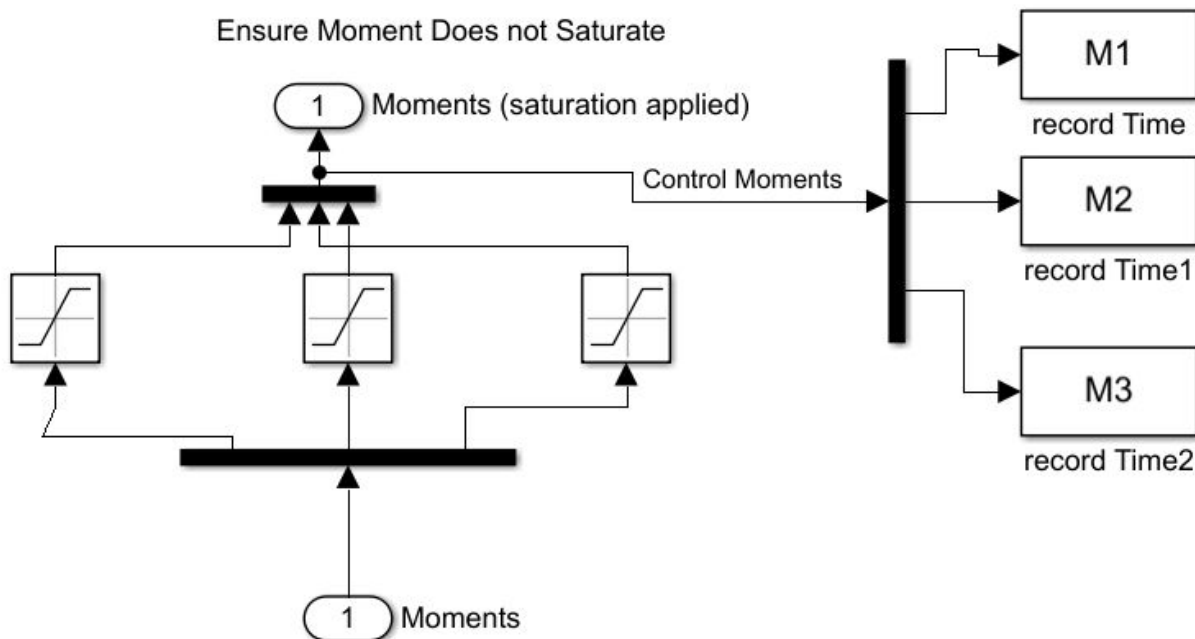 Ensure Moment Does not Saturate
1
Moments (saturation applied)
Control Moments
M1
record Time
M2
record Time1
M3
record Time2
1
Moments